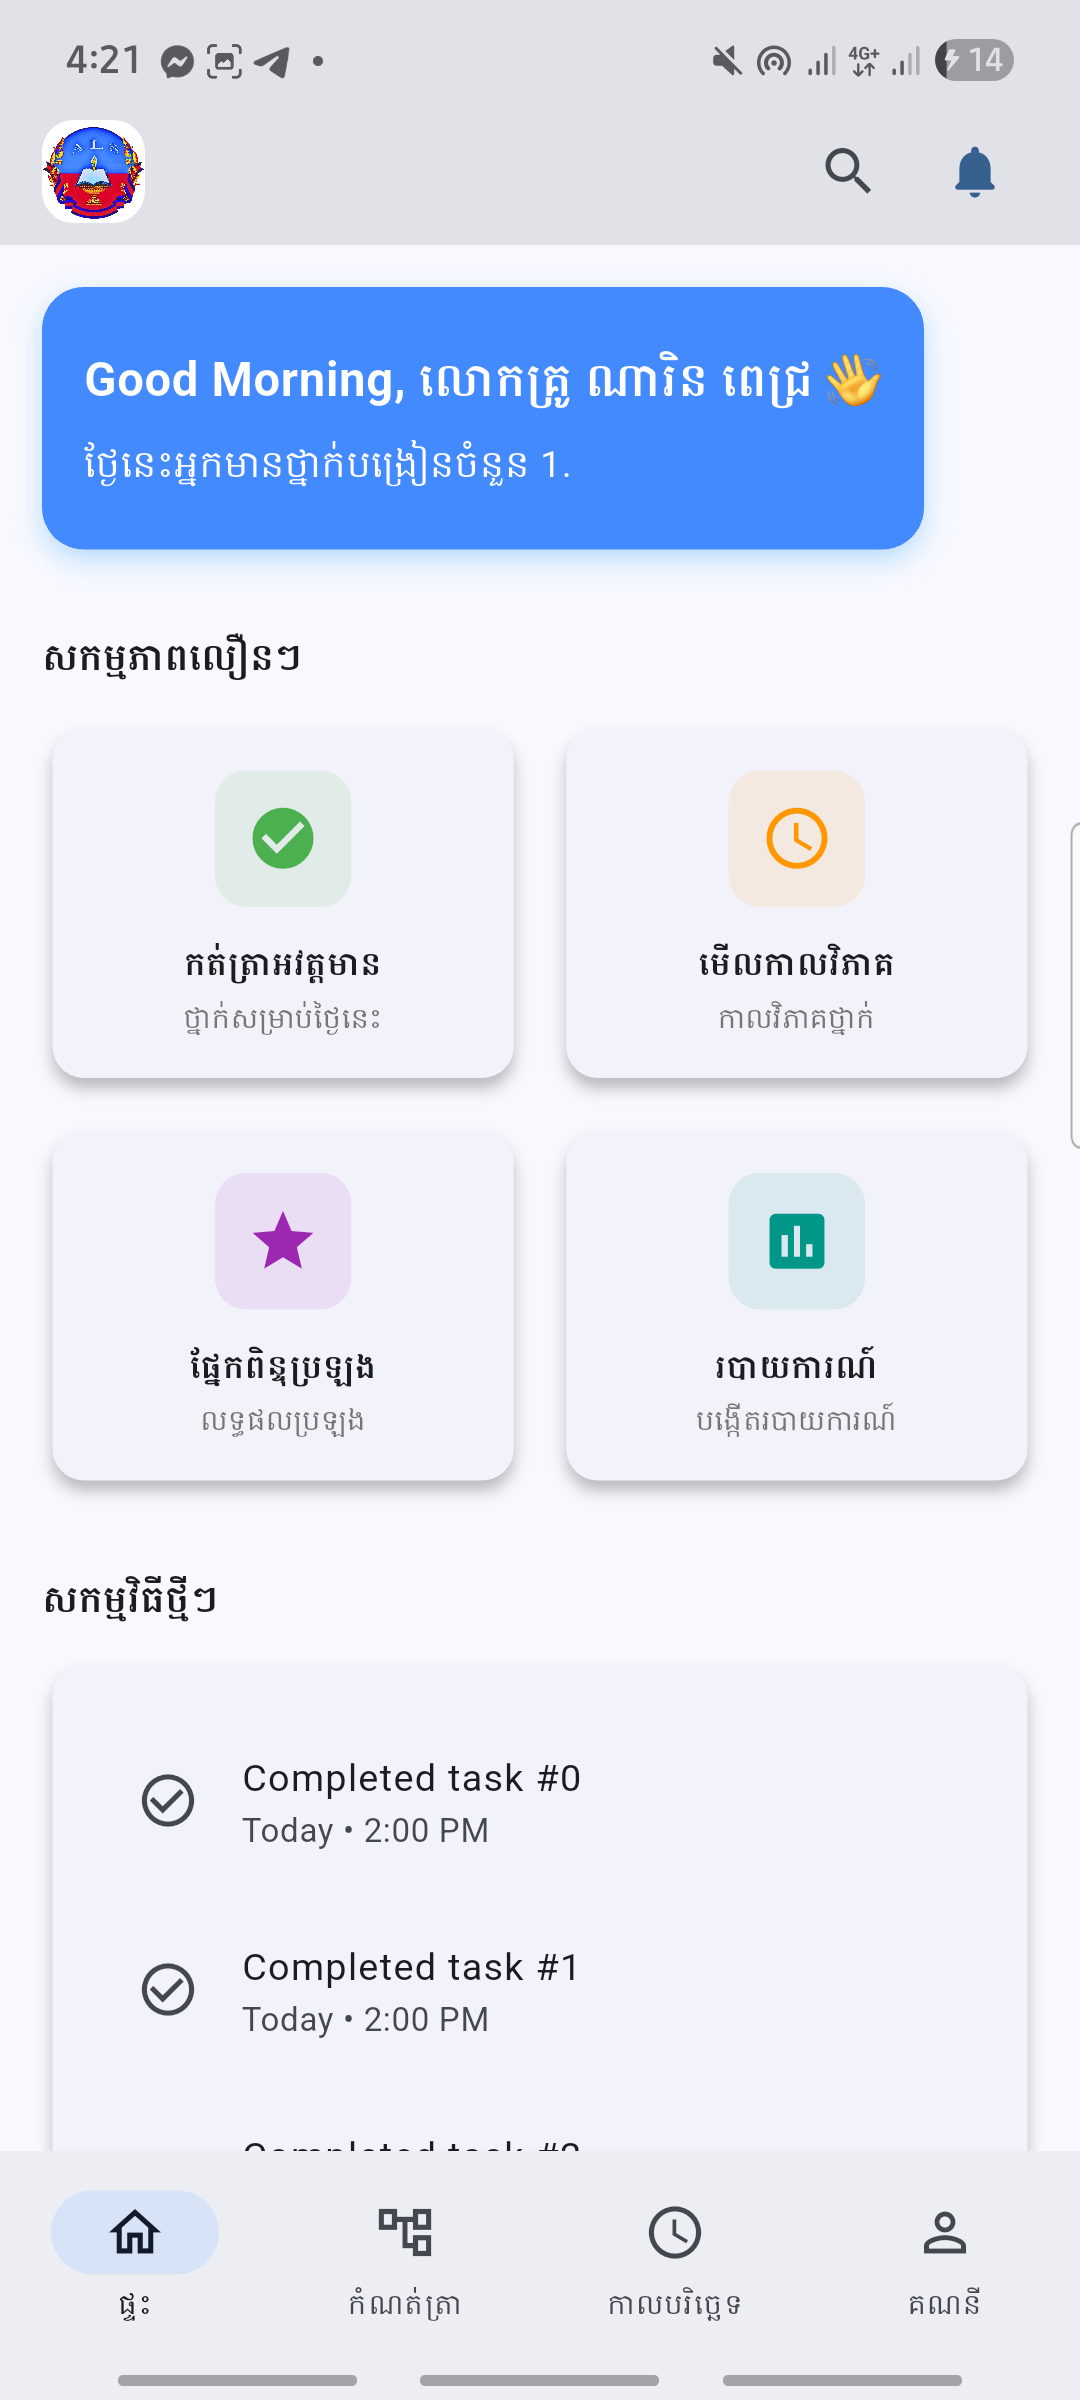 4:21
4G+
14
A L S
Good Morning, លោកគ្រូ ណារិន ពេជ្រ 👋
ថ្ងៃនេះអ្នកមានថ្នាក់បង្រៀនចំនួន 1.
សកម្មភាពលឿនៗ
កត់ត្រាអវត្តមាន
ថ្នាក់សម្រាប់ថ្ងៃនេះ
មើលកាលវិភាគ
កាលវិភាគថ្នាក់
ផ្នែកពិន្ទុប្រឡង
លទ្ធផលប្រឡង
របាយការណ៍
បង្កើតរបាយការណ៍
សកម្មវិធីថ្មីៗ
Completed task #0
Today • 2:00 PM
Completed task #1
Today • 2:00 PM
Completed task #2
ផ្ទះ
កំណត់ត្រា
កាលបរិច្ឆេទ
គណនី